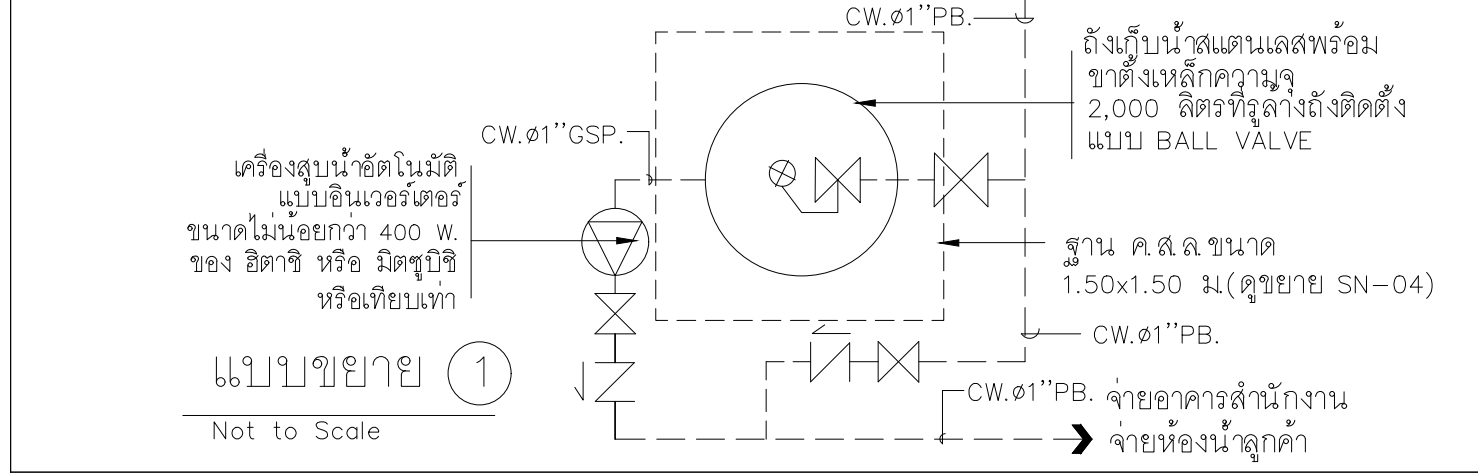 CW.ø1''PB.
ถังเก็บน้ำสแตนเลสพร้อม
ขาตั้งเหล็กความจุ
2,000 ลิตรที่รูล้างถังติดตั้ง
แบบ BALL VALVE
CW.ø1''GSP.
เครื่องสูบน้ำอัตโนมัติ
แบบอินเวอร์เตอร์
ขนาดไม่น้อยกว่า 400 W.
ของ ฮิตาชิ หรือ มิตซูบิชิ
หรือเทียบเท่า
ฐาน ค.ส.ล.ขนาด
1.50x1.50 ม.(ดูขยาย SN-04)
CW.ø1''PB.
แบบขยาย 1
Not to Scale
CW.ø1''PB.
จ่ายอาคารสำนักงาน
จ่ายห้องน้ำลูกค้า